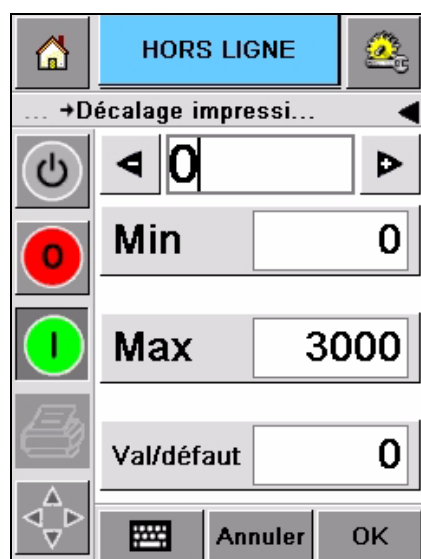 HORS LIGNE
... →Décalage impressi...
0
Min 0
O
I
Max 3000
Val/défaut 0
Annuler OK